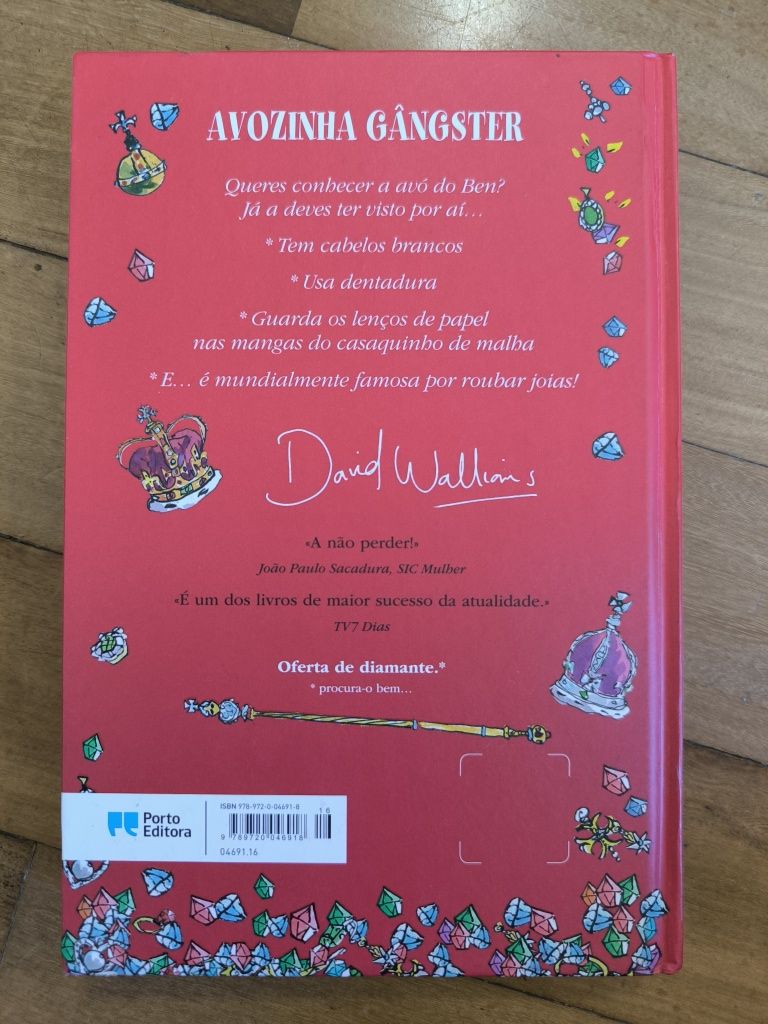 AVOZINHA GÂNGSTER
Queres conhecer a avó do Ben?
Já a deves ter visto por aí...
* Tem cabelos brancos
* Usa dentadura
* Guarda os lenços de papel
nas mangas do casaquinho de malha
* E... é mundialmente famosa por roubar joias!
David Walliams
«A não perder!»
João Paulo Sacadura, SIC Mulher
«É um dos livros de maior sucesso da atualidade.»
TV7 Dias
Oferta de diamante.*
* procura-o bem...
Porto
Editora
ISBN 978-972-0-04691-8
16
9 789720 046918
04691.16